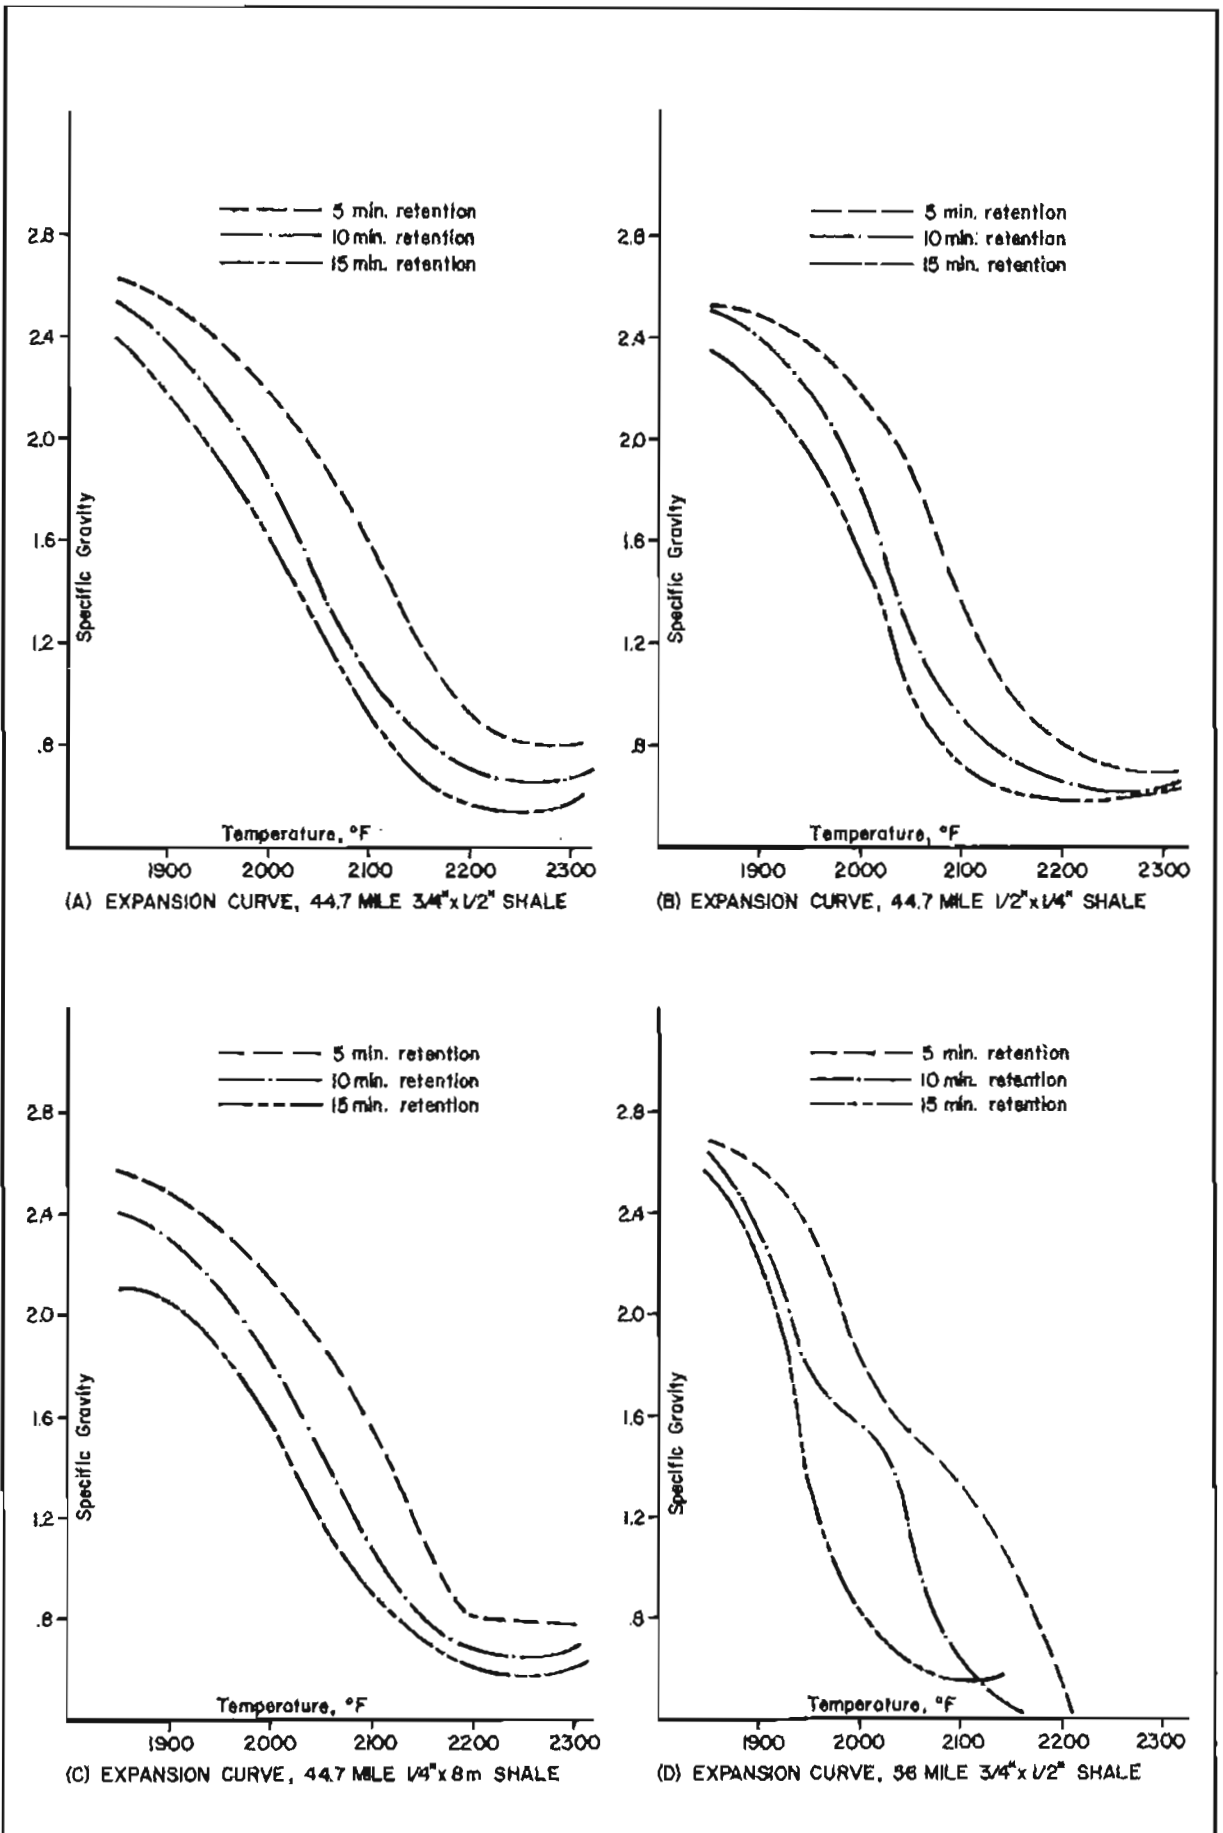 5 min. retention
10 min. retention
15 min. retention
2.8
2.4
2.0
1.6
1.2
.8
Specific Gravity
Temperature, °F
1900 2000 2100 2200 2300
(A) EXPANSION CURVE, 44.7 MILE 3/4"x1/2" SHALE
5 min. retention
10 min. retention
15 min. retention
2.8
2.4
2.0
1.6
1.2
.8
Specific Gravity
Temperature, °F
1900 2000 2100 2200 2300
(B) EXPANSION CURVE, 44.7 MILE 1/2"x1/4" SHALE
5 min. retention
10 min. retention
15 min. retention
2.8
2.4
2.0
1.6
1.2
.8
Specific Gravity
Temperature, °F
1900 2000 2100 2200 2300
(C) EXPANSION CURVE, 44.7 MILE 1/4"x8m SHALE
5 min. retention
10 min. retention
15 min. retention
2.8
2.4
2.0
1.6
1.2
.8
Specific Gravity
Temperature, °F
1900 2000 2100 2200 2300
(D) EXPANSION CURVE, 56 MILE 3/4"x1/2" SHALE